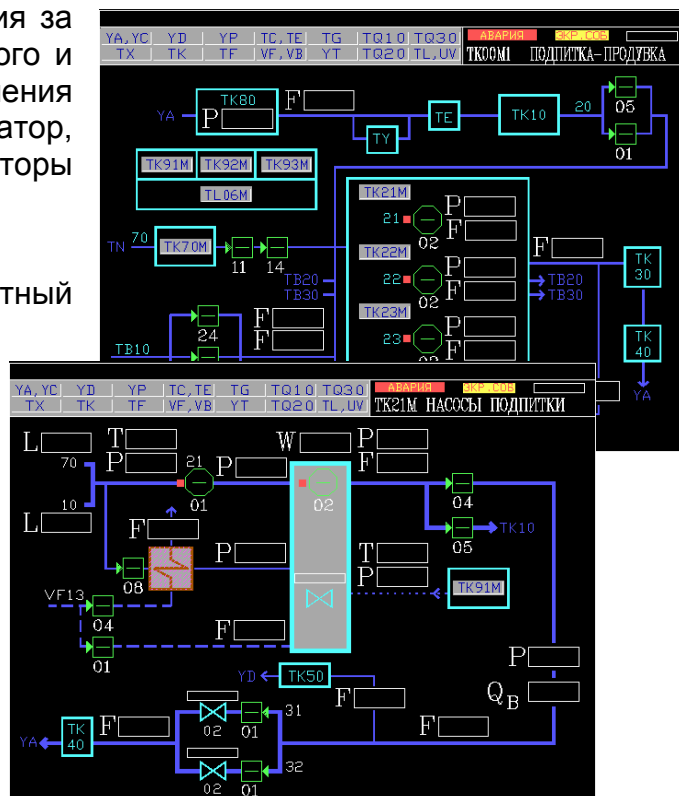 ия за
ого и
ения
атор,
торы
тный
YA,YC YD YP TC,TE TG TQ10 TQ30 АВАРИЯ ЭКР.СОБ
TX TK TF VF,VB YT TQ20 TL,UV TK00M1 ПОДПИТКА-ПРОДУВКА
YA TK80 F
P
TY TE TK10 20 05
01
TK91M TK92M TK93M
TL06M
TN 70 TK70M 11 14
TB20
TB30
TK21M
21 02 P
F
TK22M
22 02 P
F
TK23M
23 02 P
F
F
TB20
TB30
TK
30
TK
40
YA
24
F
F
TB10
YA,YC YD YP TC,TE TG TQ10 TQ30 АВАРИЯ ЭКР.СОБ
TX TK TF VF,VB YT TQ20 TL,UV TK21M НАСОСЫ ПОДПИТКИ
L T W P
70 P 21 P F
01 02 04
10
L
05 TK10
F
P T
08 P
TK91M
VF13
04
F
01
P
YD TK50
QB
F
F
31
02 01
TK
40
F
YA
32
02 01